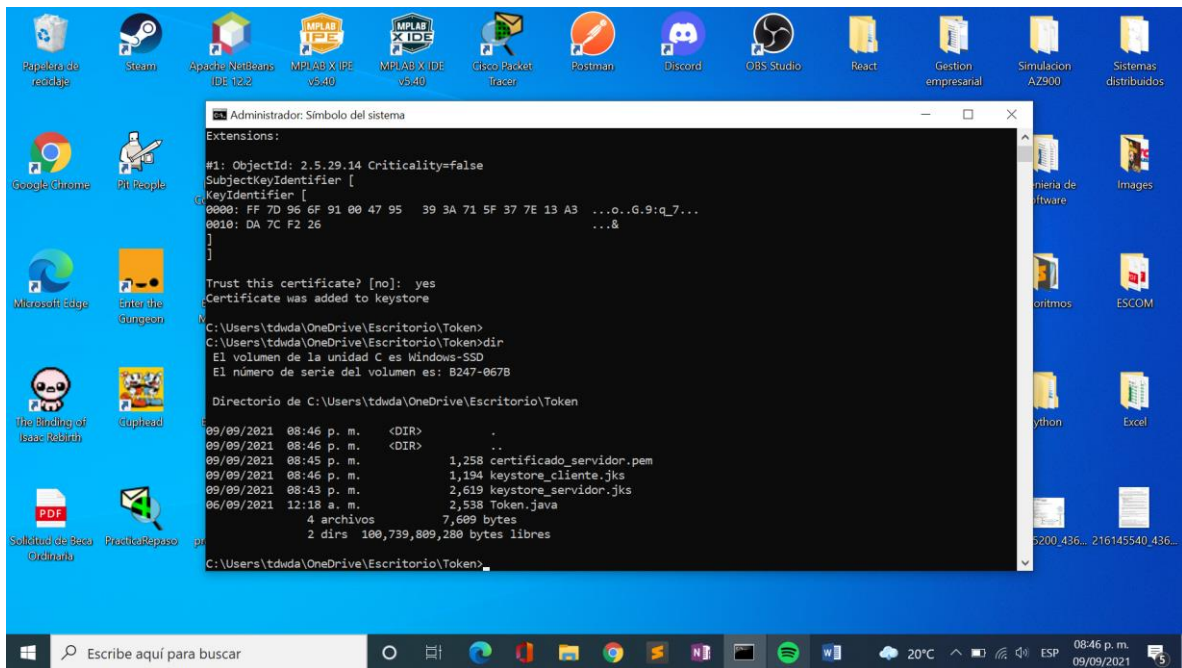 Papelera de reciclaje
Steam
Apache NetBeans IDE 12.2
MPLAB X IPE v5.40
MPLAB X IDE v5.40
Cisco Packet Tracer
Postman
Discord
OBS Studio
React
Gestion empresarial
Simulacion AZ900
Sistemas distribuidos
Administrador: Símbolo del sistema
Extensions:
#1: ObjectId: 2.5.29.14 Criticality=false
SubjectKeyIdentifier [
KeyIdentifier [
0000: FF 7D 96 6F 91 00 47 95   39 3A 71 5F 37 7E 13 A3  ...o..G.9:q_7...
0010: DA 7C F2 26                                        ...&
]
]
Trust this certificate? [no]:  yes
Certificate was added to keystore
C:\Users\tdwda\OneDrive\Escritorio\Token>
C:\Users\tdwda\OneDrive\Escritorio\Token>dir
El volumen de la unidad C es Windows-SSD
El número de serie del volumen es: B247-067B
Directorio de C:\Users\tdwda\OneDrive\Escritorio\Token
09/09/2021  08:46 p. m.    <DIR>          .
09/09/2021  08:46 p. m.    <DIR>          ..
09/09/2021  08:45 p. m.             1,258 certificado_servidor.pem
09/09/2021  08:46 p. m.             1,194 keystore_cliente.jks
09/09/2021  08:43 p. m.             2,619 keystore_servidor.jks
06/09/2021  12:18 a. m.             2,538 Token.java
4 archivos          7,609 bytes
2 dirs  100,739,809,280 bytes libres
C:\Users\tdwda\OneDrive\Escritorio\Token>_
Google Chrome
Pit People
Images
Microsoft Edge
Enter the Gungeon
ESCOM
The Binding of Isaac Rebirth
Cuphead
Excel
PDF
Solicitud de Beca Ordinaria
PracticaRepaso
216145540_436...
Escribe aquí para buscar
20°C
ESP
08:46 p. m.
09/09/2021
5